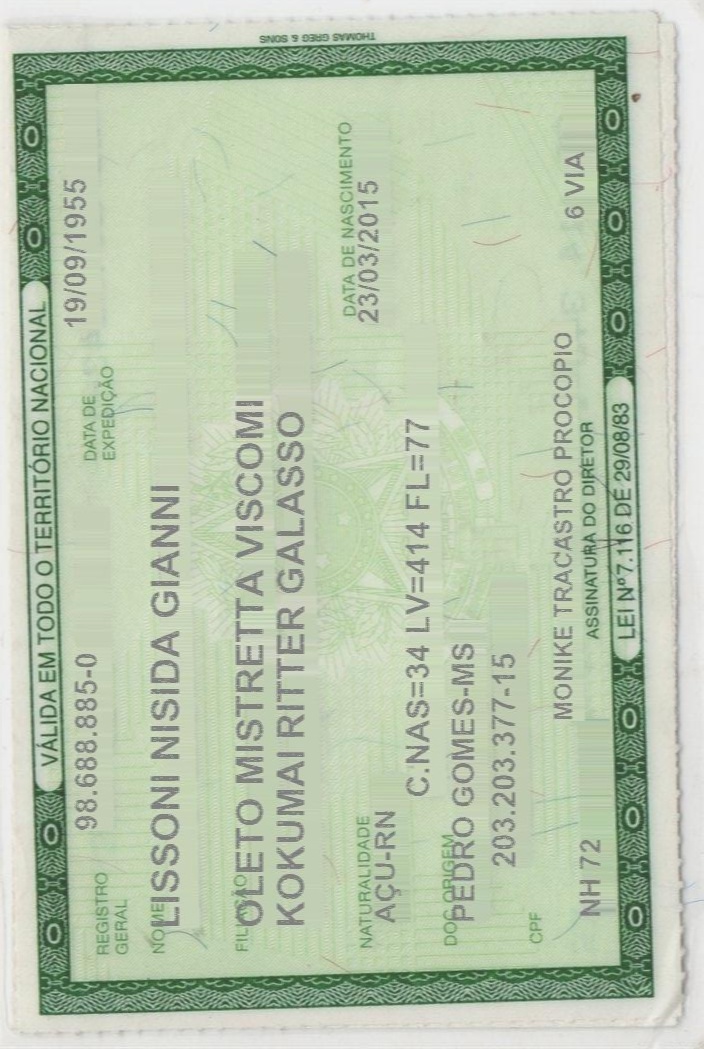 THOMAS GREG & SONS
VÁLIDA EM TODO O TERRITÓRIO NACIONAL
REGISTRO GERAL 98.688.885-0 DATA DE EXPEDIÇÃO 19/09/1955
NOME LISSONI NISIDA GIANNI
FILIAÇÃO OLETO MISTRETTA VISCOMI
KOKUMAI RITTER GALASSO
NATURALIDADE DATA DE NASCIMENTO
AÇU-RN 23/03/2015
C.NAS=34 LV=414 FL=77
DOC ORIGEM PEDRO GOMES-MS
CPF 203.203.377-15
MONIKE TRACASTRO PROCOPIO
NH 72 ASSINATURA DO DIRETOR 6 VIA
LEI Nº 7.116 DE 29/08/83